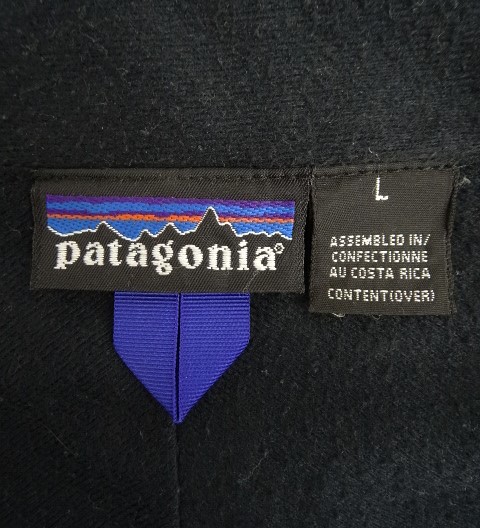 patagonia®
L
ASSEMBLED IN/
CONFECTIONNE
AU COSTA RICA
CONTENT(OVER)